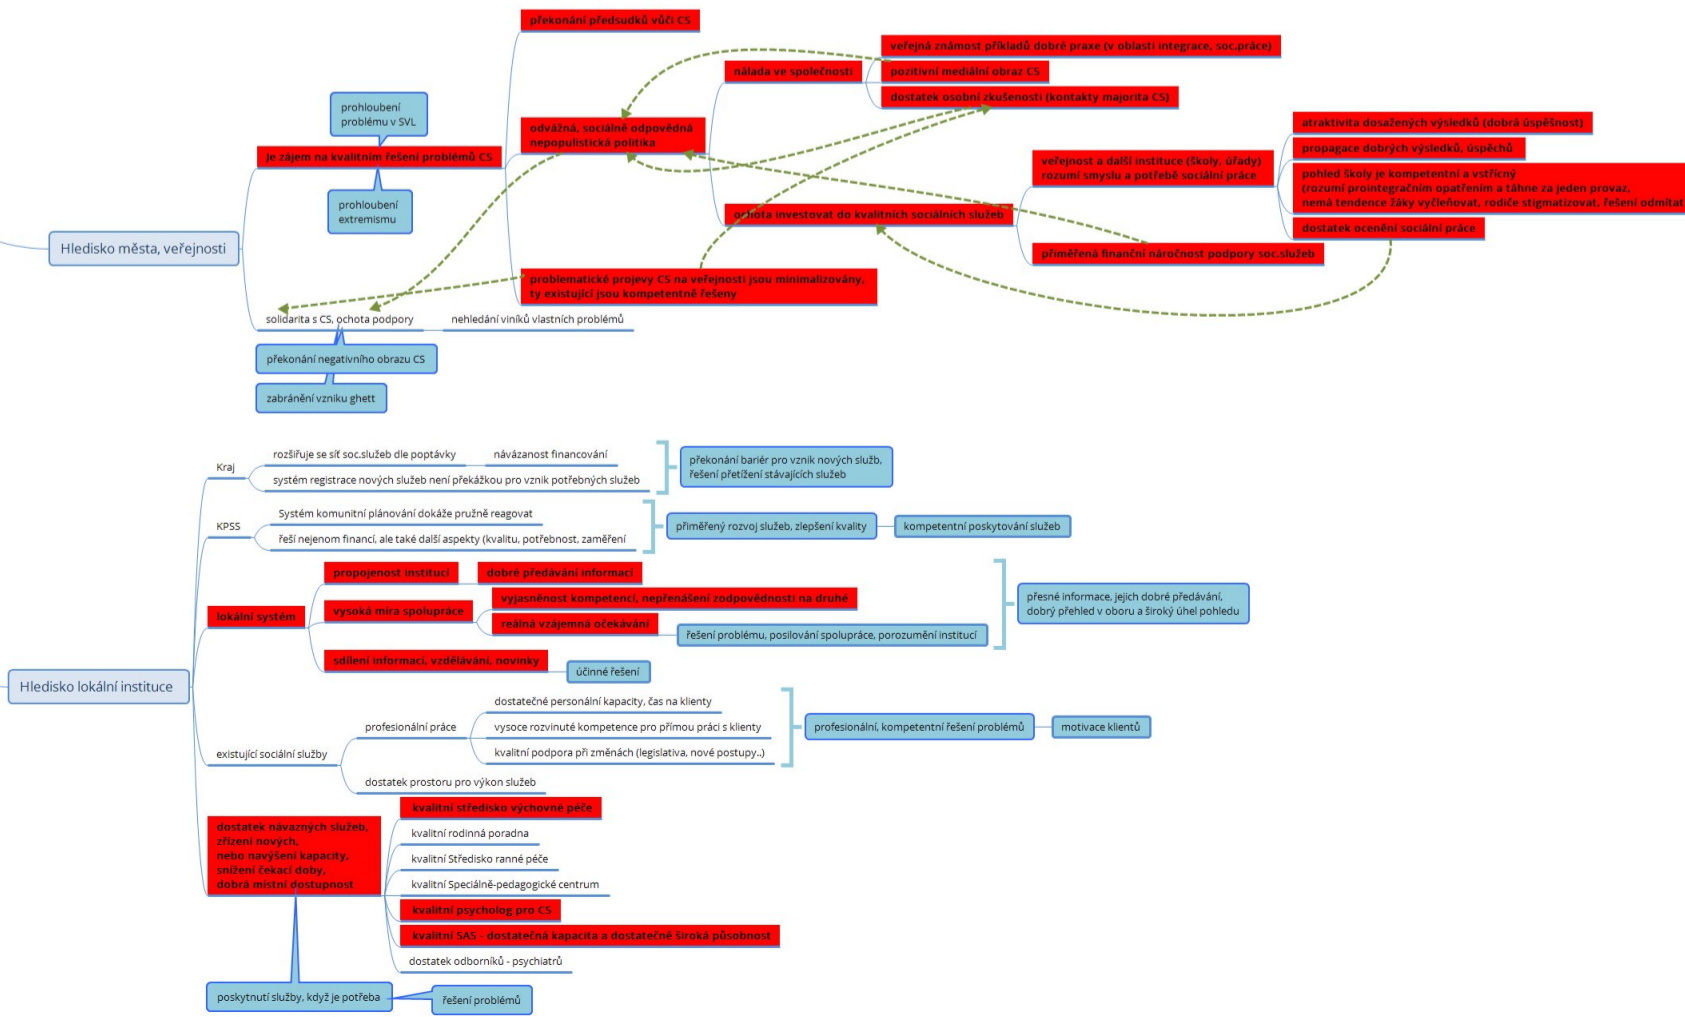 překonání předsudků vůči CS
veřejná známost příkladů dobré praxe (v oblasti integrace, soc.práce)
nálada ve společnosti
pozitivní mediální obraz CS
dostatek osobní zkušenosti (kontakty majorita CS)
prohloubení
problému v SVL
odvážná, sociálně odpovědná
nepopulistická politika
atraktivita dosažených výsledků (dobrá úspěšnost)
Je zájem na kvalitním řešení problémů CS
veřejnost a další instituce (školy, úřady)
rozumí smyslu a potřebě sociální práce
propagace dobrých výsledků, úspěchů
pohled školy je kompetentní a vstřícný
(rozumí prointegračním opatřením a táhne za jeden provaz,
nemá tendence žáky vyčleňovat, rodiče stigmatizovat, řešení odmítat
prohloubení
extremismu
ochota investovat do kvalitních sociálních služeb
dostatek ocenění sociální práce
Hledisko města, veřejnosti
přiměřená finanční náročnost podpory soc.služeb
problematické projevy CS na veřejnosti jsou minimalizovány,
ty existující jsou kompetentně řešeny
solidarita s CS, ochota podpory
nehledání viníků vlastních problémů
překonání negativního obrazu CS
zabránění vzniku ghett
Kraj
rozšiřuje se síť soc.služeb dle poptávky
návázanost financování
systém registrace nových služeb není překážkou pro vznik potřebných služeb
překonání bariér pro vznik nových služb,
řešení přetížení stávajících služeb
KPSS
Systém komunitní plánování dokáže pružně reagovat
řeší nejenom financí, ale také další aspekty (kvalitu, potřebnost, zaměření
přiměřený rozvoj služeb, zlepšení kvality
kompetentní poskytování služeb
lokální systém
propojenost institucí
dobré předávání informací
vysoká míra spolupráce
vyjasněnost kompetencí, nepřenášení zodpovědnosti na druhé
reálná vzájemná očekávání
řešení problému, posilování spolupráce, porozumění institucí
přesné informace, jejich dobré předávání,
dobrý přehled v oboru a široký úhel pohledu
sdílení informací, vzdělávání, novinky
účinné řešení
Hledisko lokální instituce
existující sociální služby
profesionální práce
dostatečné personální kapacity, čas na klienty
vysoce rozvinuté kompetence pro přímou práci s klienty
kvalitní podpora při změnách (legislativa, nové postupy..)
profesionální, kompetentní řešení problémů
motivace klientů
dostatek prostoru pro výkon služeb
dostatek návazných služeb,
zřízení nových,
nebo navýšení kapacity,
snížení čekací doby,
dobrá místní dostupnost
kvalitní středisko výchovné péče
kvalitní rodinná poradna
kvalitní Středisko ranné péče
kvalitní Speciálně-pedagogické centrum
kvalitní psycholog pro CS
kvalitní SAS - dostatečná kapacita a dostatečně široká působnost
dostatek odborníků - psychiatrů
poskytnutí služby, když je potřeba
řešení problémů